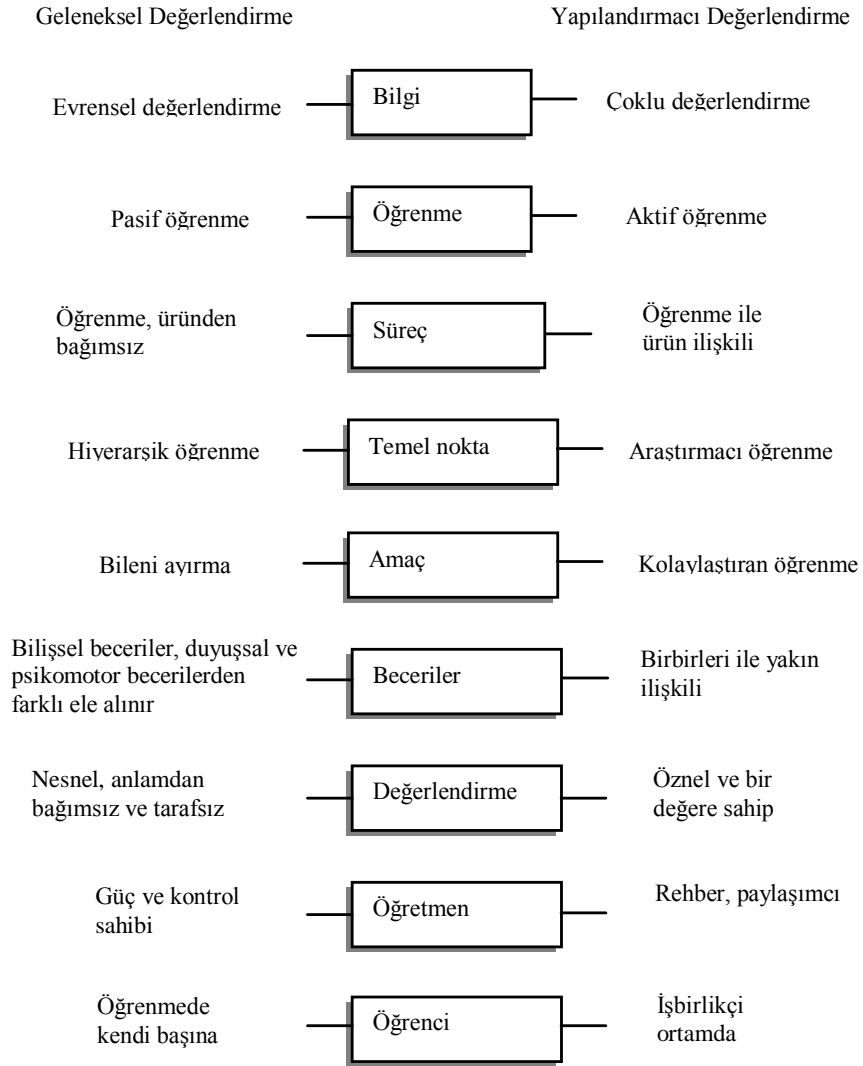 Geleneksel Değerlendirme
Yapılandırmacı Değerlendirme
Evrensel değerlendirme
Bilgi
Çoklu değerlendirme
Pasif öğrenme
Öğrenme
Aktif öğrenme
Öğrenme, üründen
bağımsız
Süreç
Öğrenme ile
ürün ilişkili
Hiyerarşik öğrenme
Temel nokta
Araştırmacı öğrenme
Bileni ayırma
Amaç
Kolaylaştıran öğrenme
Bilişsel beceriler, duyuşsal ve
psikomotor becerilerden
farklı ele alınır
Beceriler
Birbirleri ile yakın
ilişkili
Nesnel, anlamdan
bağımsız ve tarafsız
Değerlendirme
Öznel ve bir
değere sahip
Güç ve kontrol
sahibi
Öğretmen
Rehber, paylaşımcı
Öğrenmede
kendi başına
Öğrenci
İşbirlikçi
ortamda